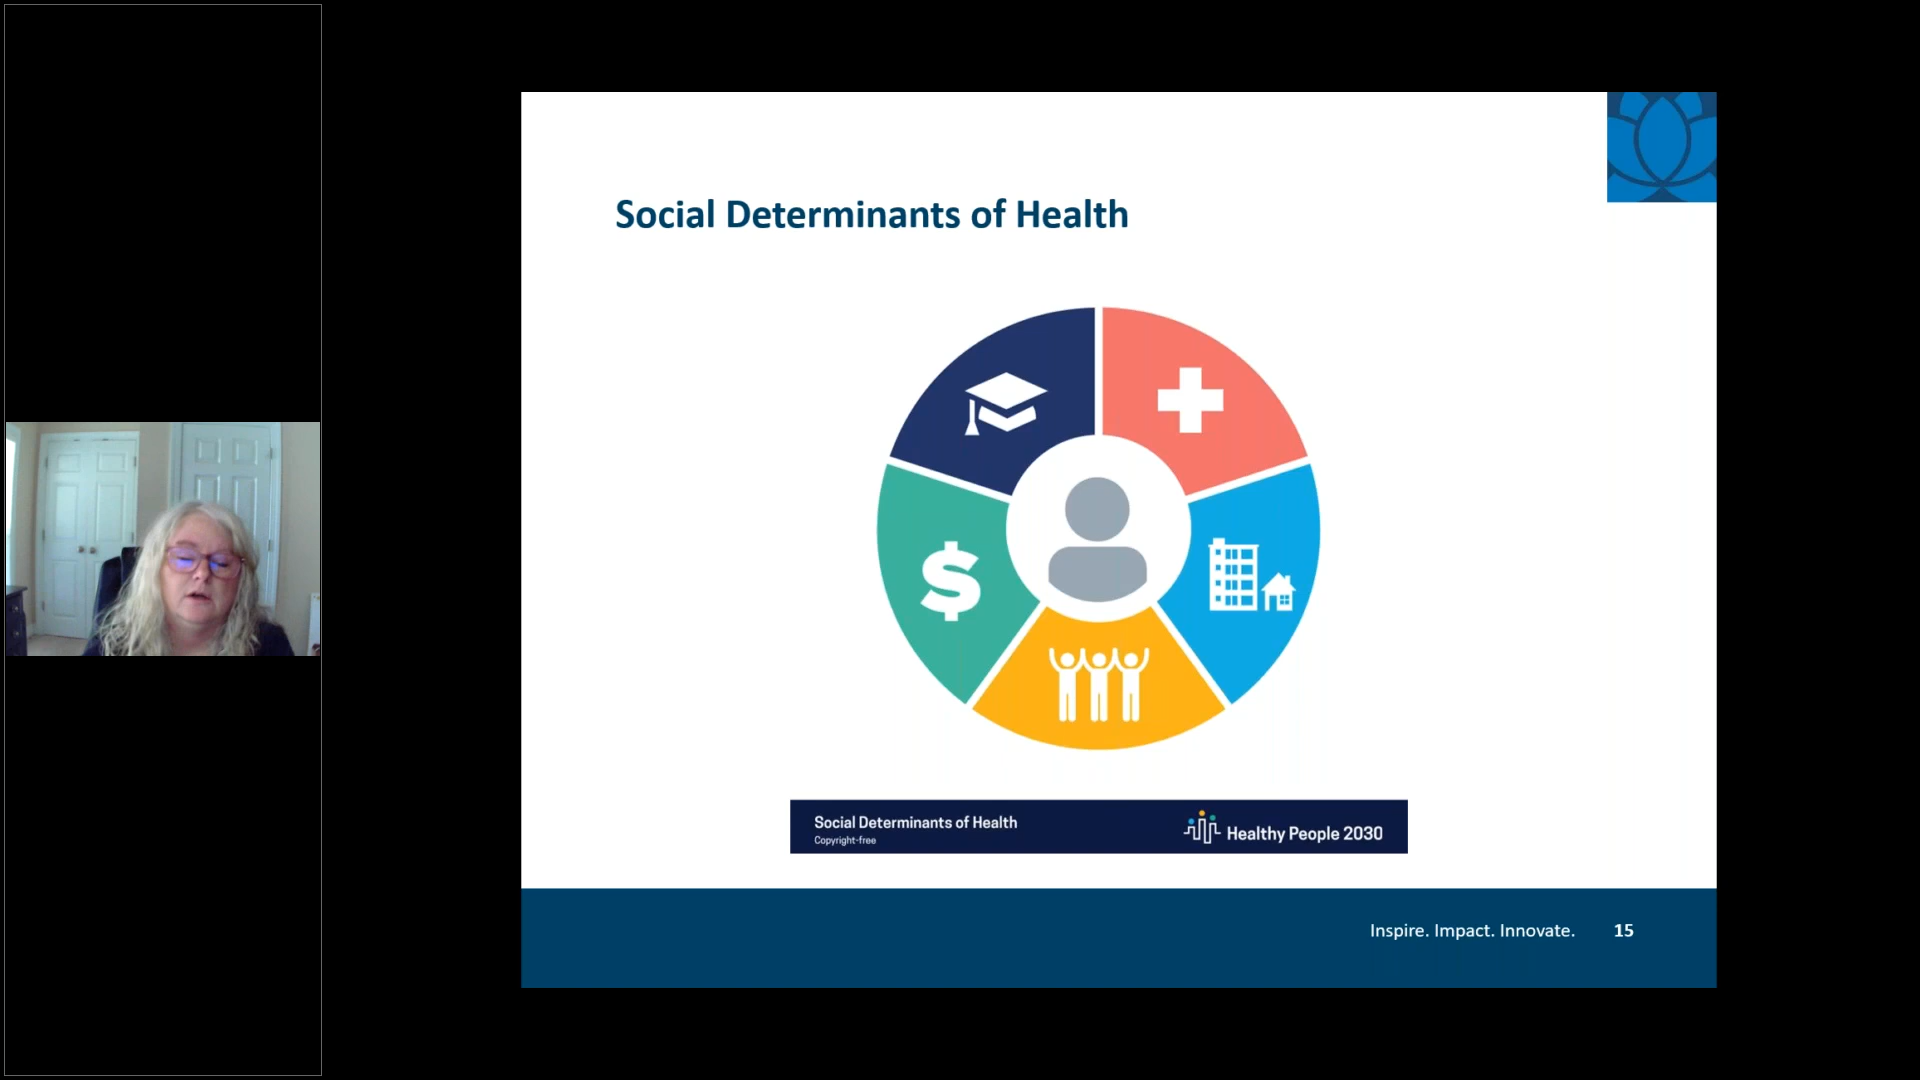 Social Determinants of Health
$
Social Determinants of Health
Copyright-free
Healthy People 2030
Inspire. Impact. Innovate. 15